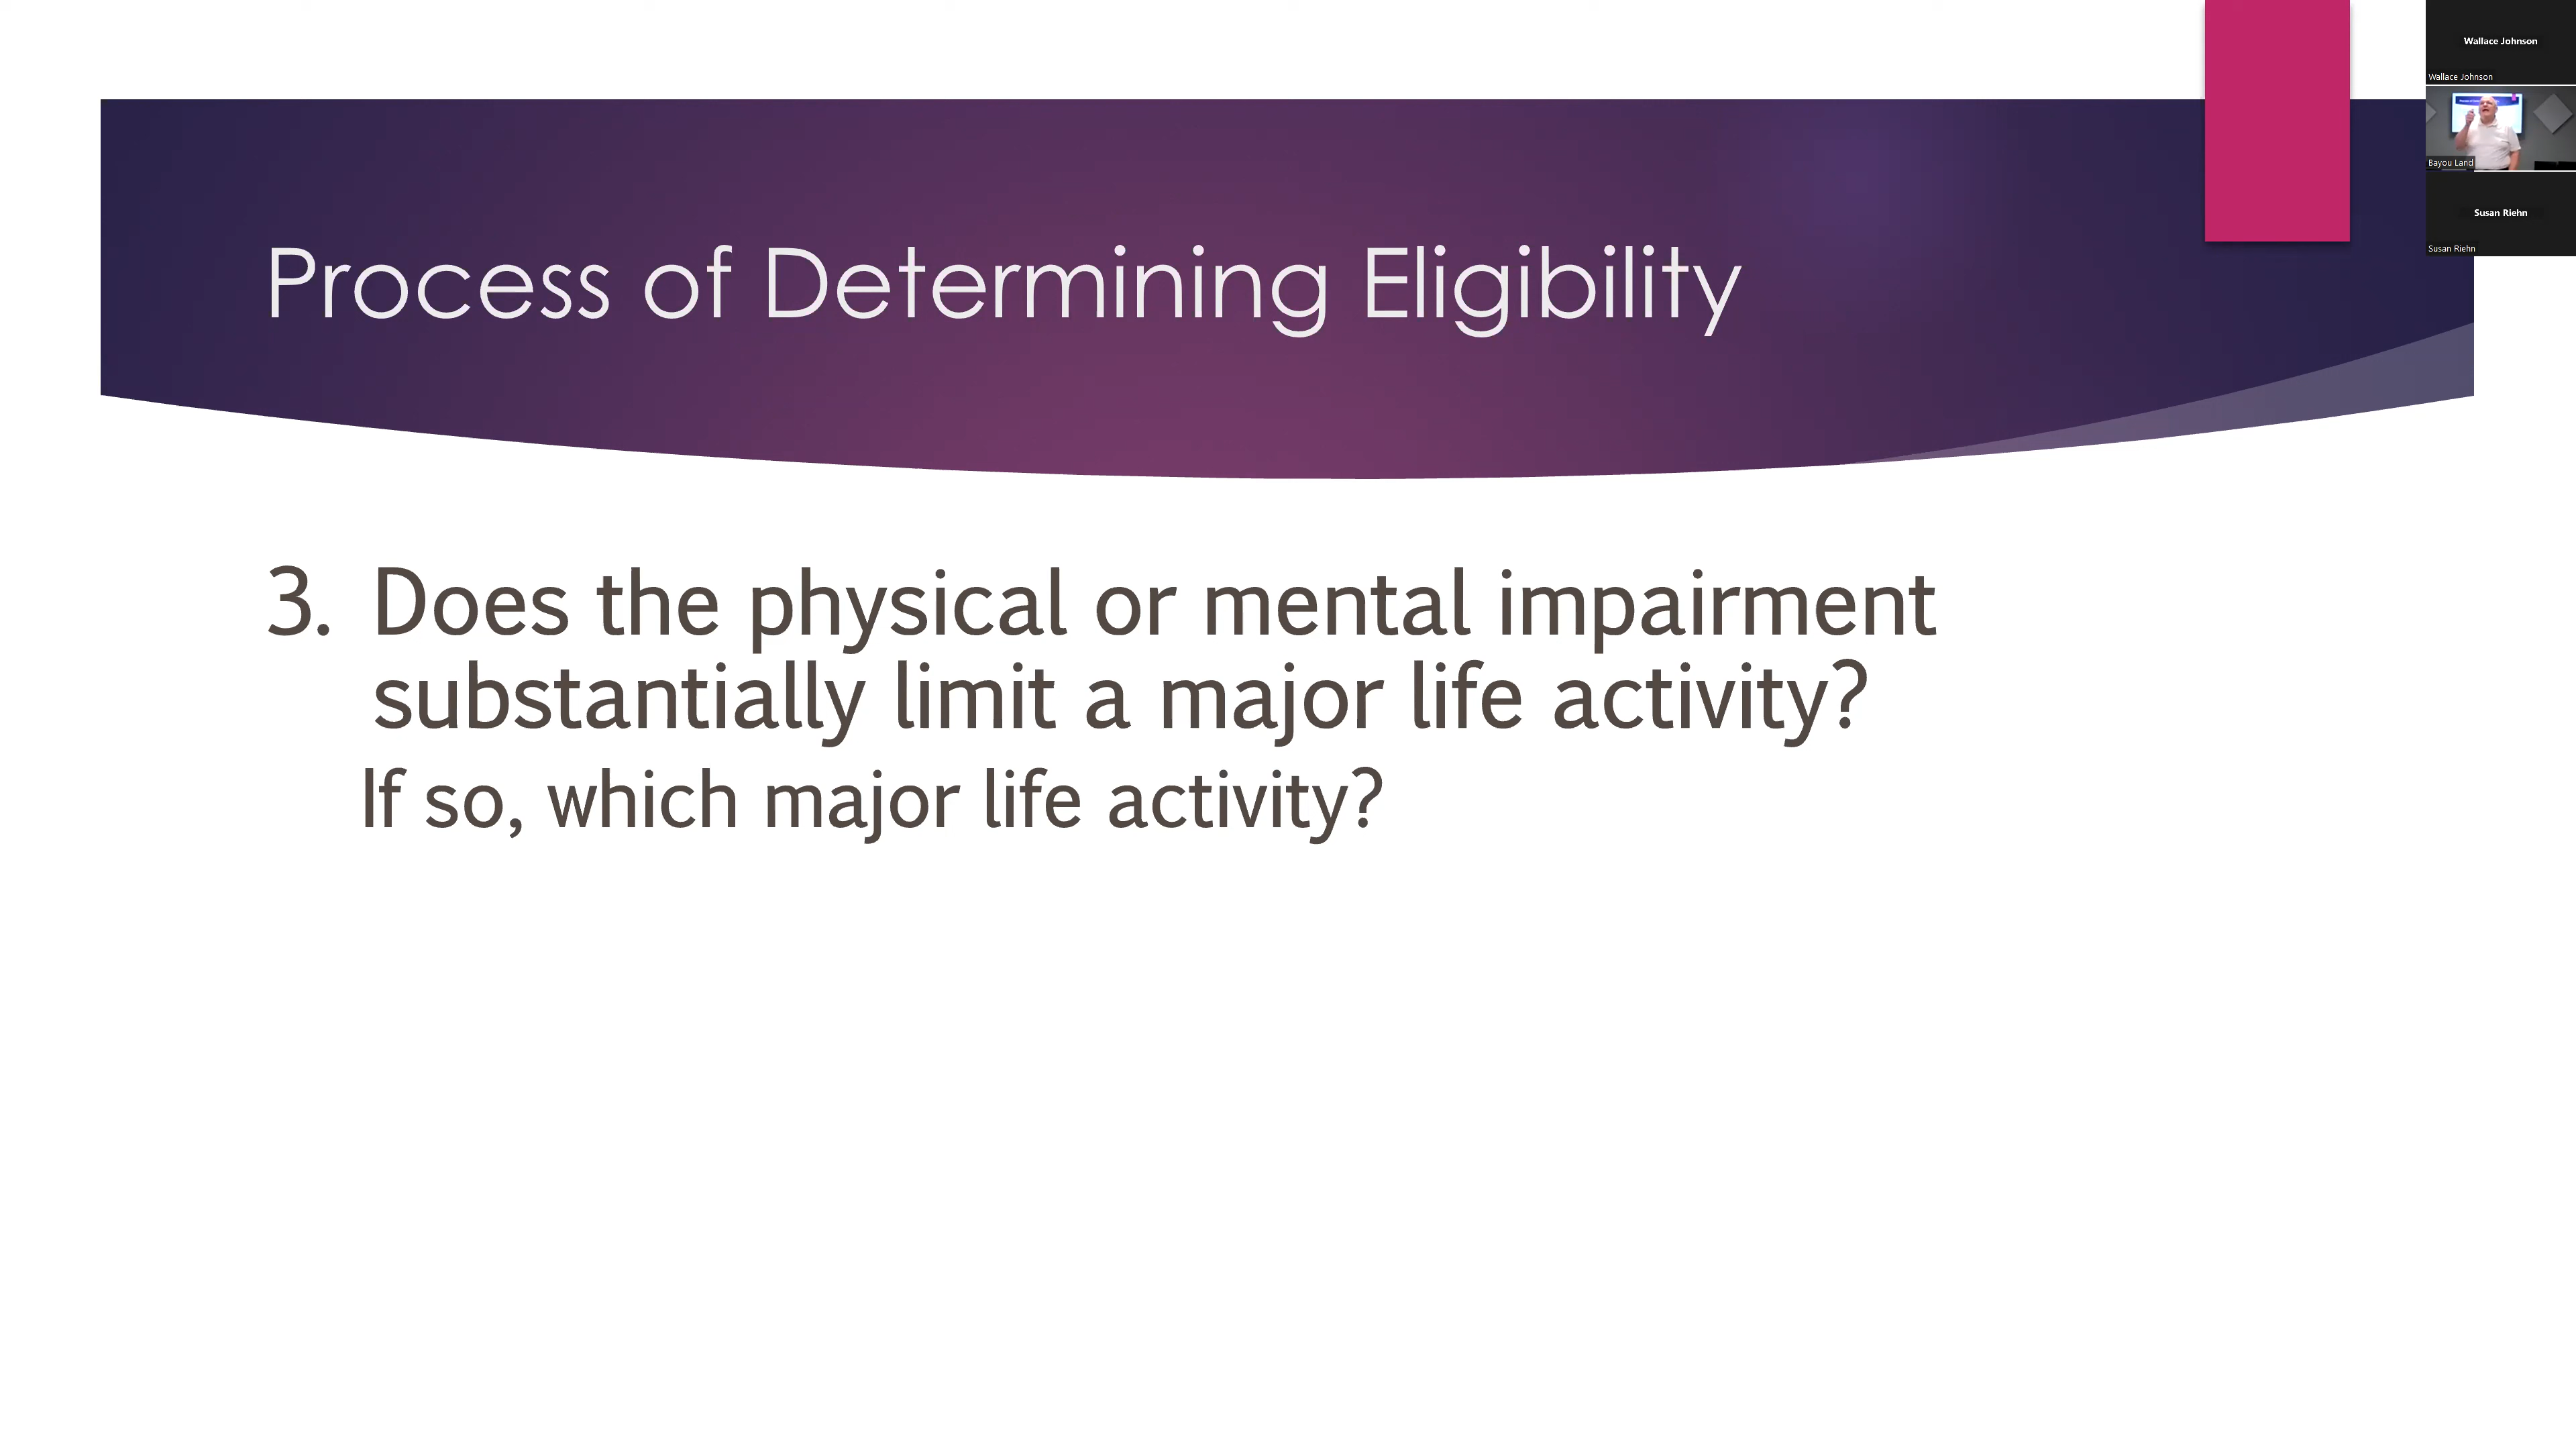 Process of Determining Eligibility
3. Does the physical or mental impairment
substantially limit a major life activity?
If so, which major life activity?
Wallace Johnson
Wallace Johnson
Bayou Land
Susan Riehn
Susan Riehn